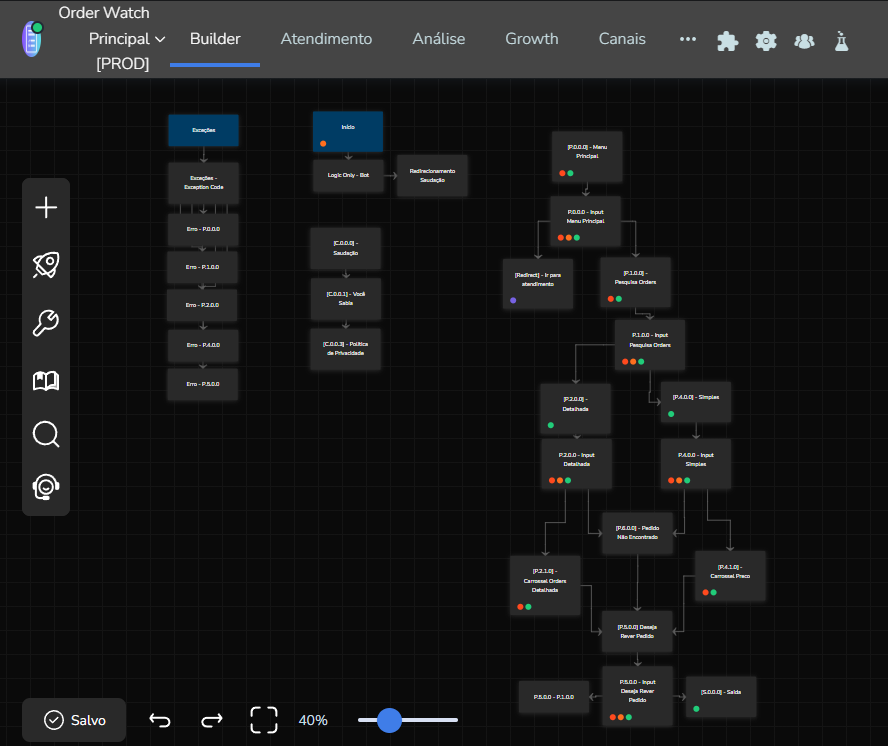 Order Watch
Principal
[PROD]
Builder
Atendimento
Análise
Growth
Canais
Exceções
Exceções -
Exception Code
Erro - P.0.0.0
Erro - P.1.0.0
Erro - P.2.0.0
Erro - P.4.0.0
Erro - P.5.0.0
Início
Logic Only - Bot
Redirecionamento
Saudação
[C.0.0.0] -
Saudação
[C.0.0.1] - Você
Sabia
[C.0.0.3] - Política
de Privacidade
[P.0.0.0] - Menu
Principal
P.0.0.0 - Input
Menu Principal
[Redirect] - Ir para
atendimento
[P.1.0.0] -
Pesquisa Orders
P.1.0.0 - Input
Pesquisa Orders
[P.2.0.0] -
Detalhada
[P.4.0.0] - Simples
P.2.0.0 - Input
Detalhada
P.4.0.0 - Input
Simples
[P.6.0.0] - Pedido
Não Encontrado
[P.2.1.0] -
Carrossel Orders
Detalhada
[P.4.1.0] -
Carrossel Preco
[P.5.0.0] Deseja
Rever Pedido
P.5.0.0 - P.1.0.0
P.5.0.0 - Input
Deseja Rever
Pedido
[S.0.0.0] - Saída
Salvo
40%